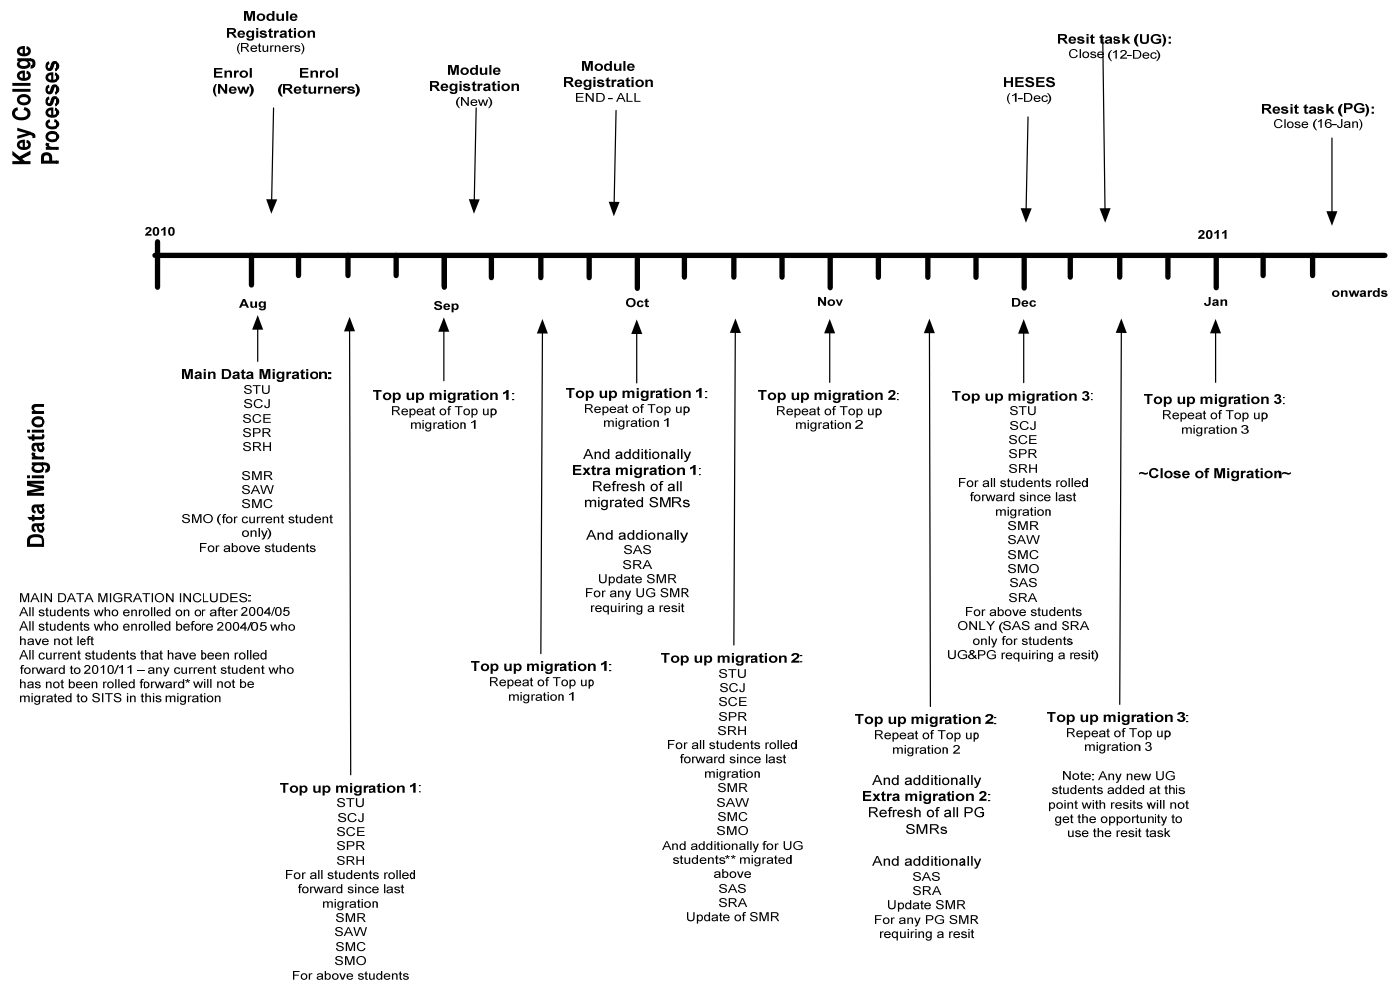 Key College
Processes
Module
Registration
(Returners)
Enrol
(New)
Enrol
(Returners)
Module
Registration
(New)
Module
Registration
END - ALL
HESES
(1-Dec)
Resit task (UG):
Close (12-Dec)
Resit task (PG):
Close (16-Jan)
2010
2011
Aug
Sep
Oct
Nov
Dec
Jan
onwards
Data Migration
Main Data Migration:
STU
SCJ
SCE
SPR
SRH
SMR
SAW
SMC
SMO (for current student
only)
For above students
MAIN DATA MIGRATION INCLUDES:
All students who enrolled on or after 2004/05
All students who enrolled before 2004/05 who
have not left
All current students that have been rolled
forward to 2010/11 – any current student who
has not been rolled forward* will not be
migrated to SITS in this migration
Top up migration 1:
STU
SCJ
SCE
SPR
SRH
For all students rolled
forward since last
migration
SMR
SAW
SMC
SMO
For above students
Top up migration 1:
Repeat of Top up
migration 1
Top up migration 1:
Repeat of Top up
migration 1
Top up migration 1:
Repeat of Top up
migration 1
And additionally
Extra migration 1:
Refresh of all
migrated SMRs
And addionally
SAS
SRA
Update SMR
For any UG SMR
requiring a resit
Top up migration 2:
STU
SCJ
SCE
SPR
SRH
For all students rolled
forward since last
migration
SMR
SAW
SMC
SMO
And additionally for UG
students** migrated
above
SAS
SRA
Update of SMR
Top up migration 2:
Repeat of Top up
migration 2
Top up migration 2:
Repeat of Top up
migration 2
And additionally
Extra migration 2:
Refresh of all PG
SMRs
And additionally
SAS
SRA
Update SMR
For any PG SMR
requiring a resit
Top up migration 3:
STU
SCJ
SCE
SPR
SRH
For all students rolled
forward since last
migration
SMR
SAW
SMC
SMO
SAS
SRA
For above students
ONLY (SAS and SRA
only for students
UG&PG requiring a resit)
Top up migration 3:
Repeat of Top up
migration 3
Note: Any new UG
students added at this
point with resits will not
get the opportunity to
use the resit task
Top up migration 3:
Repeat of Top up
migration 3
~Close of Migration~